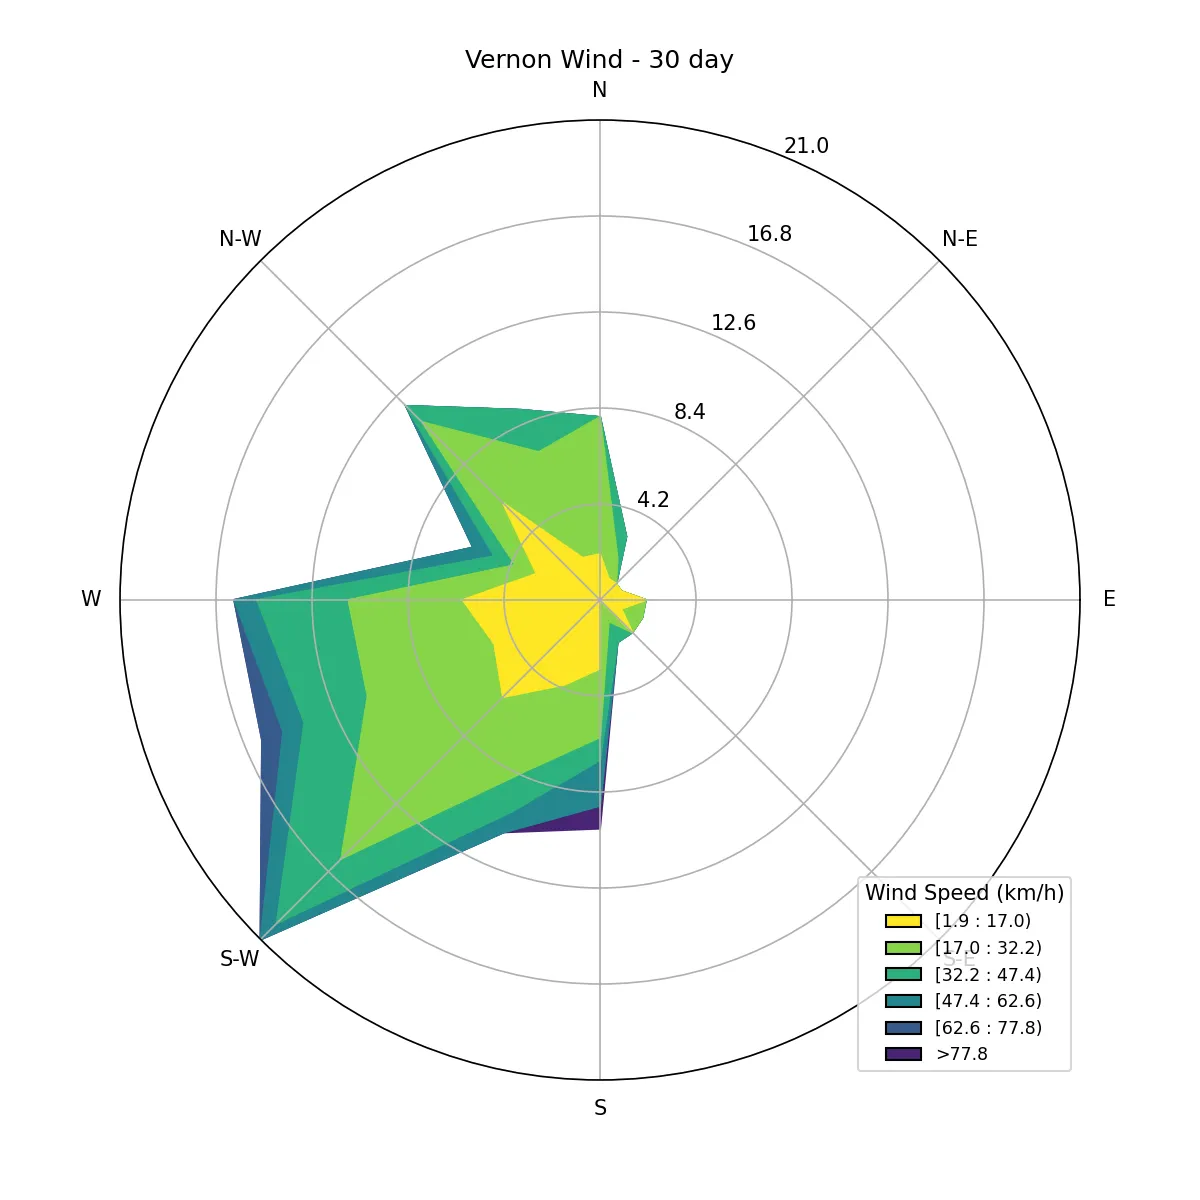 Vernon Wind - 30 day
N
21.0
16.8
N-W
N-E
12.6
8.4
4.2
W
E
Wind Speed (km/h)
[1.9 : 17.0)
[17.0 : 32.2)
S-W
S-E
[32.2 : 47.4)
[47.4 : 62.6)
[62.6 : 77.8)
>77.8
S